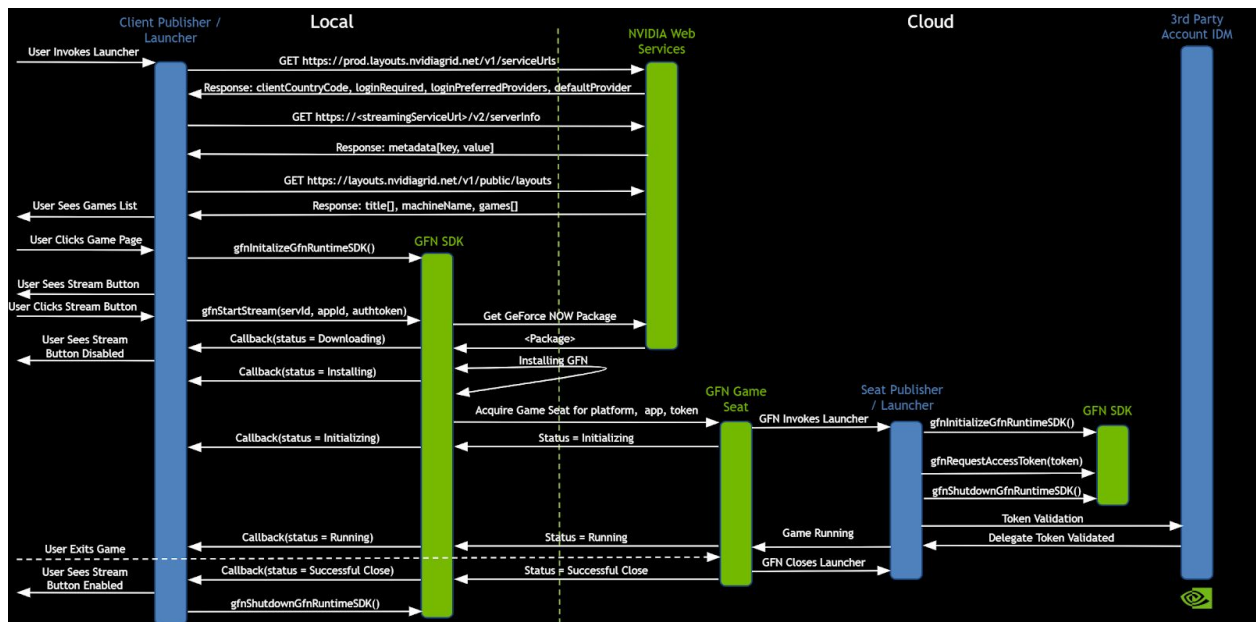 Local
Cloud
Client Publisher /
Launcher
NVIDIA Web
Services
3rd Party
Account IDM
User Invokes Launcher
GET https://prod.layouts.nvidiagrid.net/v1/serviceUrls
Response: clientCountryCode, loginRequired, loginPreferredProviders, defaultProvider
GET https://<streamingServiceUrl>/v2/serverInfo
Response: metadata[key, value]
GET https://layouts.nvidiagrid.net/v1/public/layouts
User Sees Games List
Response: title[], machineName, games[]
User Clicks Game Page
gfnInitalizeGfnRuntimeSDK()
GFN SDK
User Sees Stream Button
User Clicks Stream Button
gfnStartStream(servId, appId, authtoken)
Get GeForce NOW Package
User Sees Stream
Button Disabled
Callback(status = Downloading)
<Package>
Installing GFN
Callback(status = Installing)
GFN Game
Seat
Seat Publisher
/ Launcher
GFN SDK
Acquire Game Seat for platform, app, token
GFN Invokes Launcher
gfnInitializeGfnRuntimeSDK()
Callback(status = Initializing)
Status = Initializing
gfnRequestAccessToken(token)
gfnShutdownGfnRuntimeSDK()
Token Validation
Callback(status = Running)
Status = Running
Game Running
Delegate Token Validated
User Exits Game
User Sees Stream
Button Enabled
Callback(status = Successful Close)
Status = Successful Close
GFN Closes Launcher
gfnShutdownGfnRuntimeSDK()